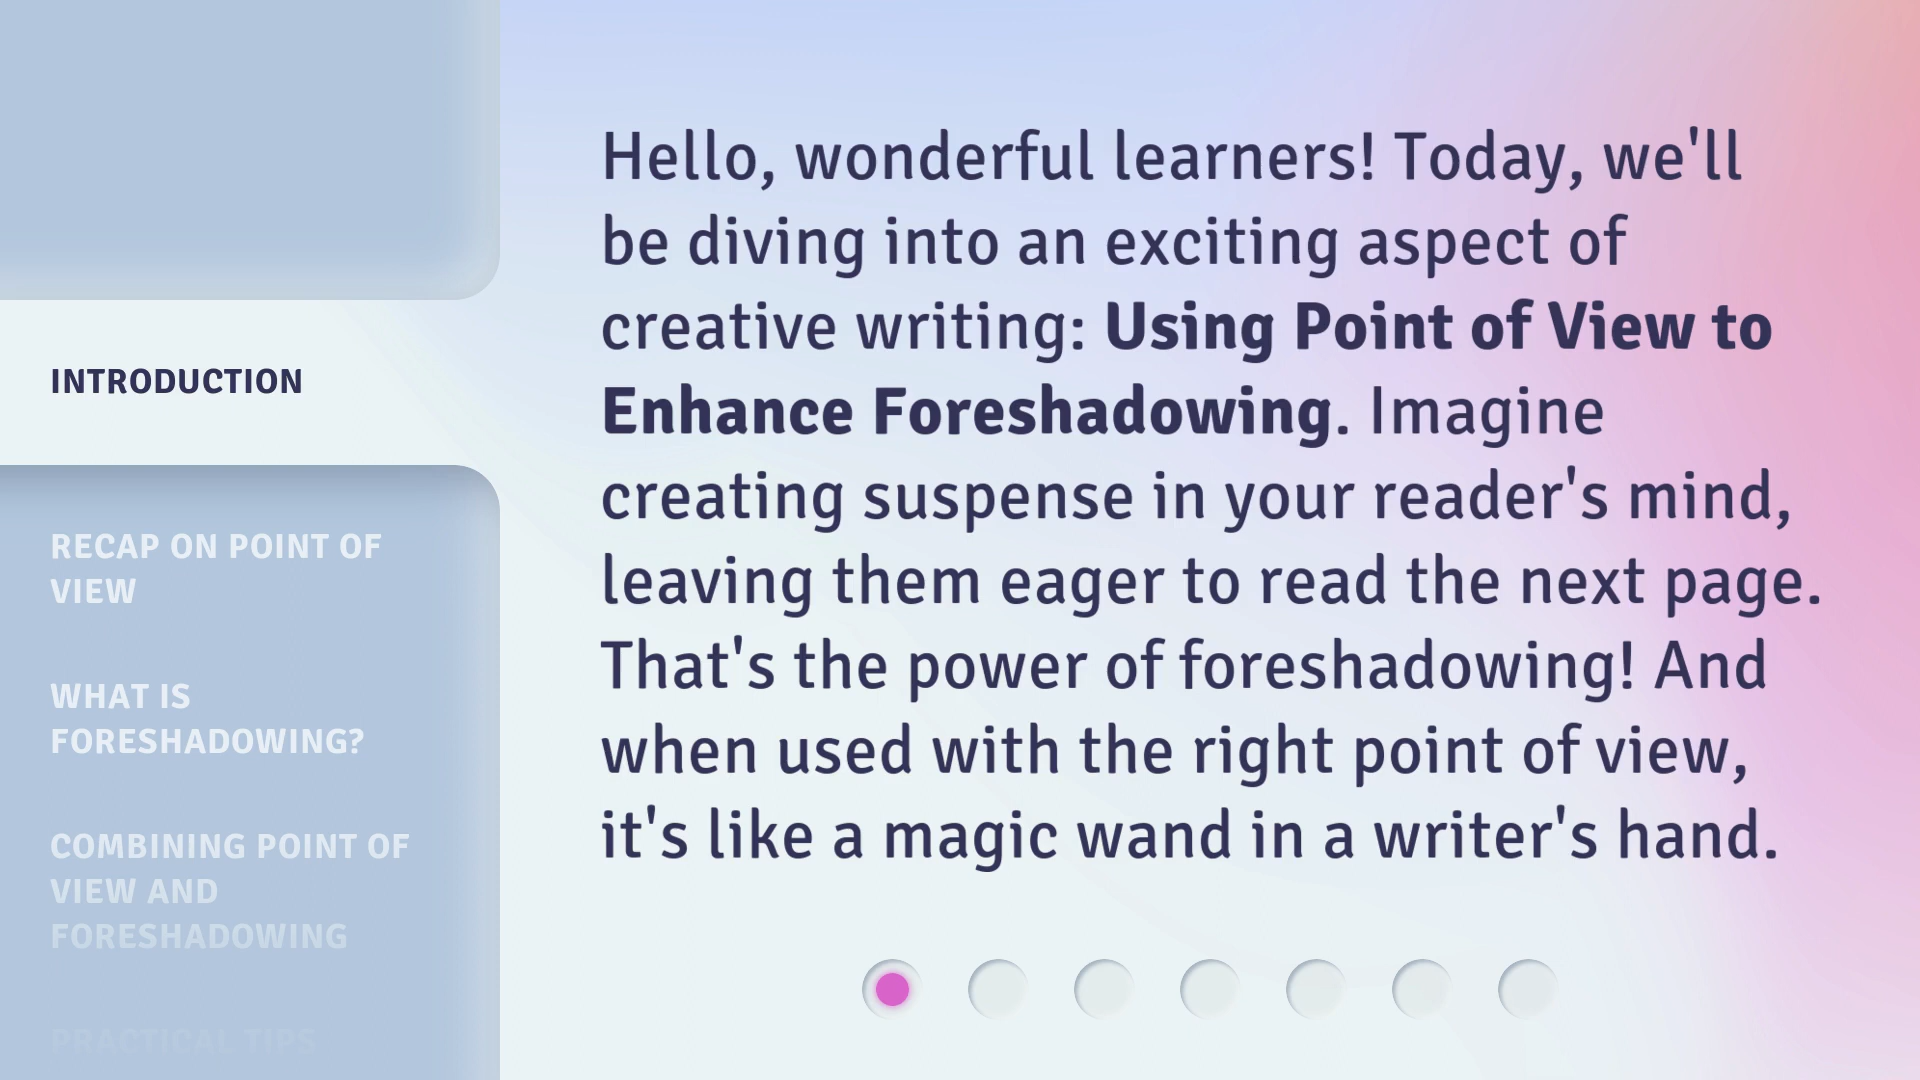 INTRODUCTION
RECAP ON POINT OF
VIEW
WHAT IS
FORESHADOWING?
COMBINING POINT OF
VIEW AND
FORESHADOWING
PRACTICAL TIPS
Hello, wonderful learners! Today, we'll
be diving into an exciting aspect of
creative writing: Using Point of View to
Enhance Foreshadowing. Imagine
creating suspense in your reader's mind,
leaving them eager to read the next page.
That's the power of foreshadowing! And
when used with the right point of view,
it's like a magic wand in a writer's hand.